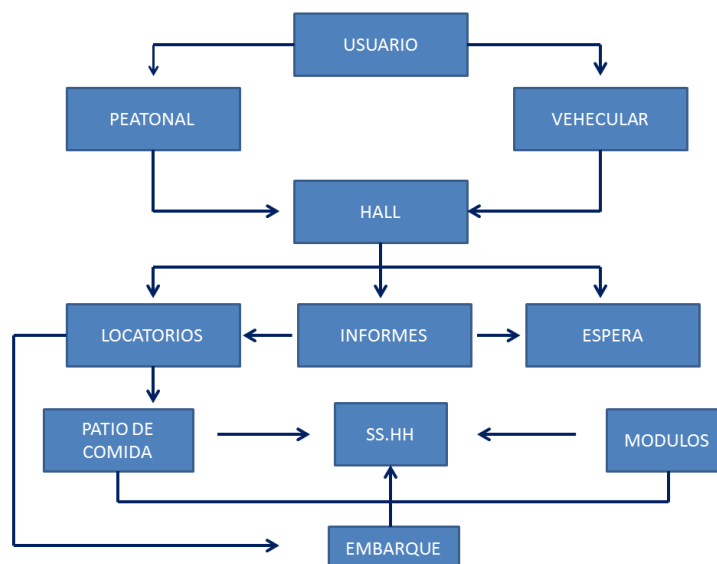 USUARIO
PEATONAL
VEHECULAR
HALL
LOCATORIOS
INFORMES
ESPERA
PATIO DE
COMIDA
SS.HH
MODULOS
EMBARQUE